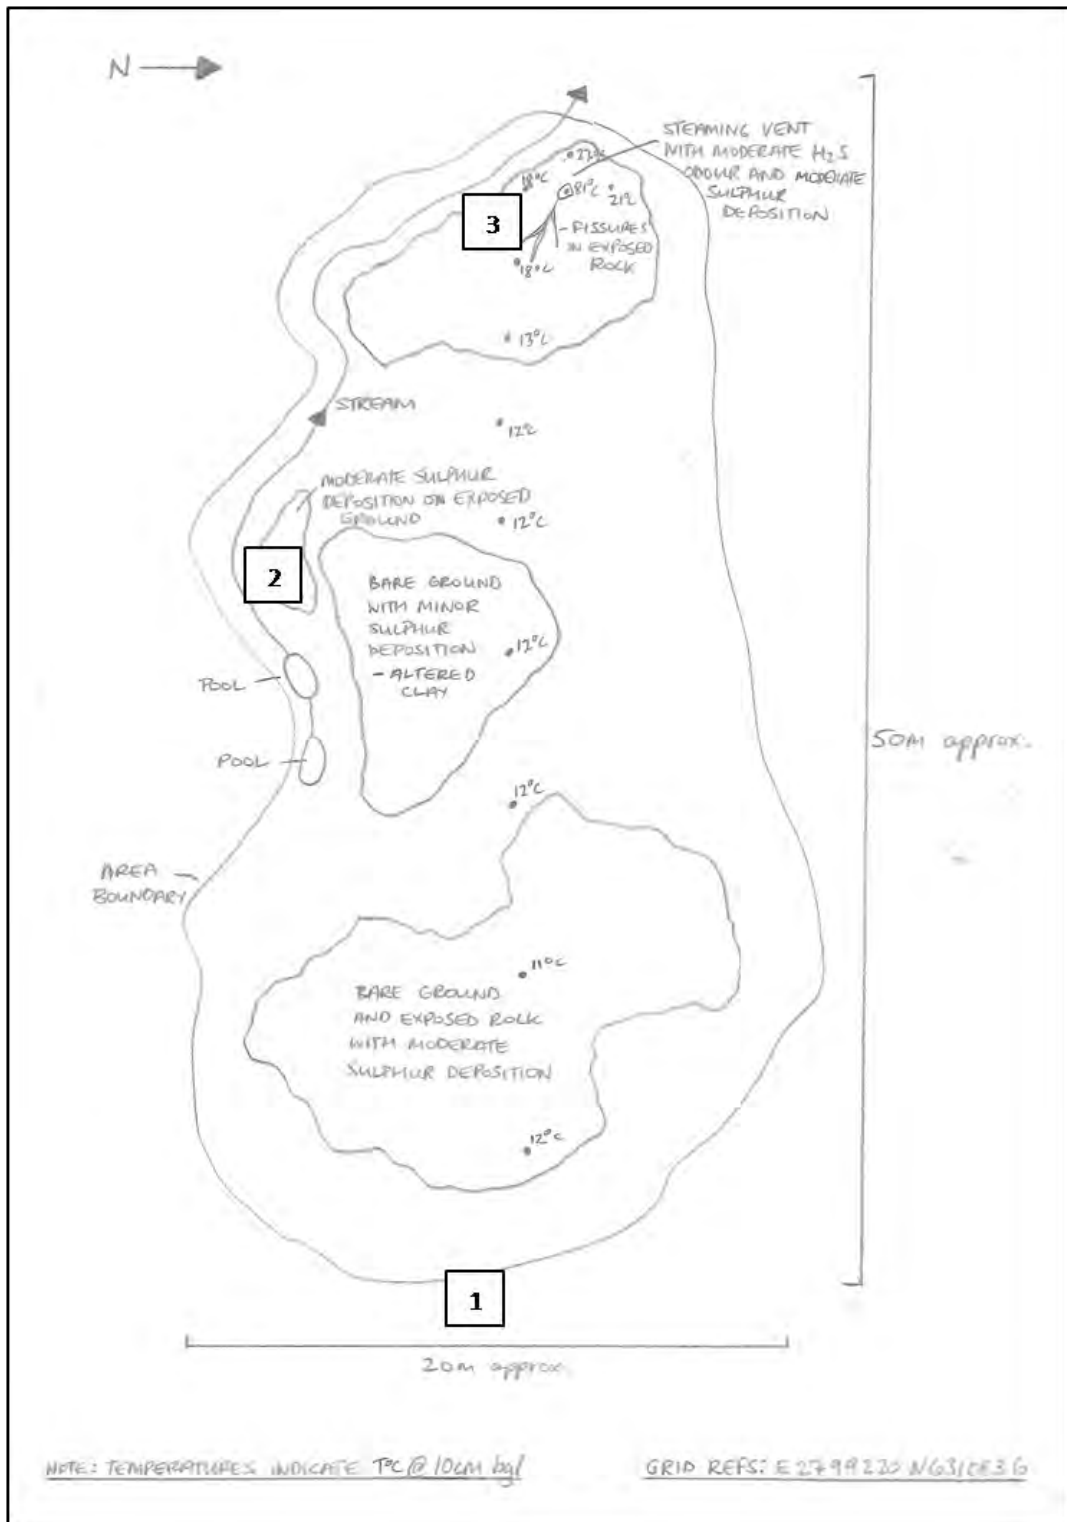 N
STEAMING VENT
WITH MODERATE H2S
ODOUR AND MODERATE
SULPHUR
DEPOSITION
27°C
18°C
81°C
21°C
3
-FISSURES
IN EXPOSED
ROCK
18°C
13°C
STREAM
12°C
MODERATE SULPHUR
DEPOSITION ON EXPOSED
GROUND
12°C
2
BARE GROUND
WITH MINOR
SULPHUR
DEPOSITION
- ALTERED
CLAY
12°C
POOL
50M approx.
POOL
12°C
AREA
BOUNDARY
11°C
BARE GROUND
AND EXPOSED ROCK
WITH MODERATE
SULPHUR DEPOSITION
12°C
1
20m approx.
NOTE: TEMPERATURES INDICATE T°C @ 10CM bgl
GRID REFS: E2799220